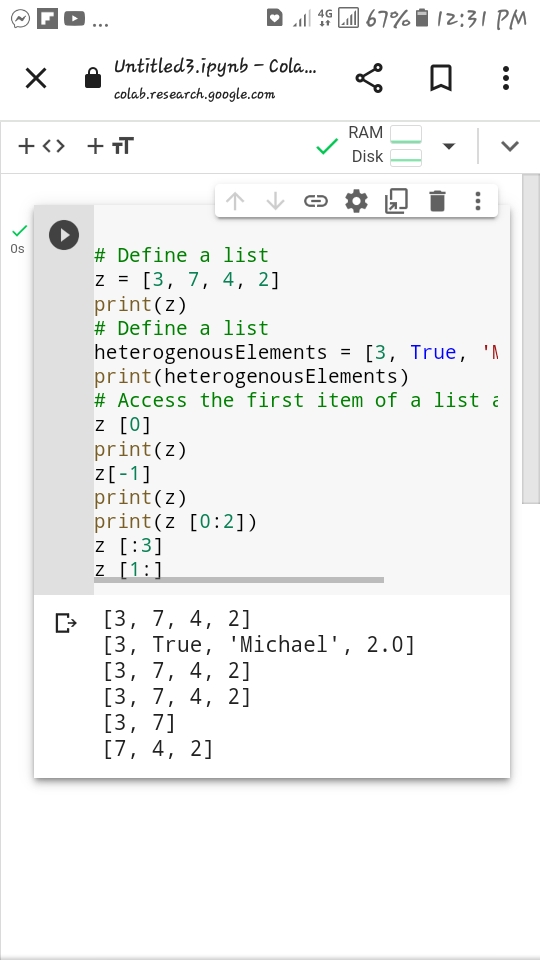 ... 4G 67% 12:31 PM
Untitled3.ipynb – Cola...
colab.research.google.com
+ <> + TT RAM
Disk
0s
# Define a list
z = [3, 7, 4, 2]
print(z)
# Define a list
heterogenousElements = [3, True, '
print(heterogenousElements)
# Access the first item of a list
z [0]
print(z)
z[-1]
print(z)
print(z [0:2])
z [:3]
z [1:]
[3, 7, 4, 2]
[3, True, 'Michael', 2.0]
[3, 7, 4, 2]
[3, 7, 4, 2]
[3, 7]
[7, 4, 2]